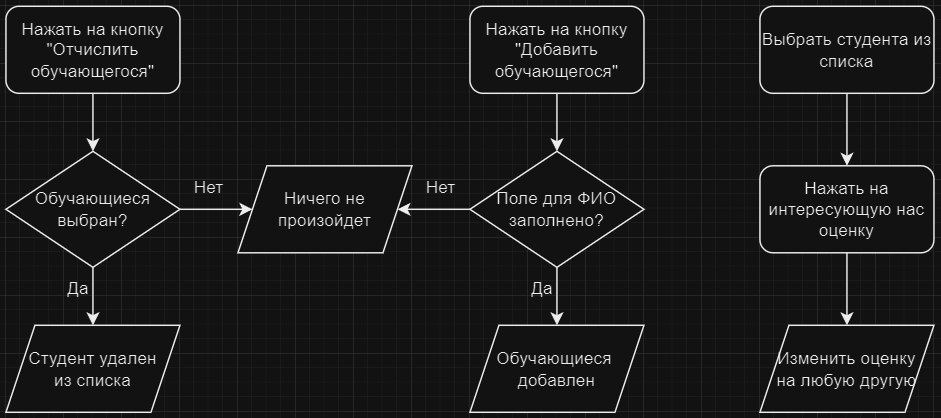 Нажать на кнопку
"Отчислить
обучающегося"
Обучающиеся
выбран?
Да
Студент удален
из списка
Нет
Ничего не
произойдет
Нажать на кнопку
"Добавить
обучающегося"
Нет
Поле для ФИО
заполнено?
Да
Обучающиеся
добавлен
Выбрать студента из
списка
Нажать на
интересующую нас
оценку
Изменить оценку
на любую другую